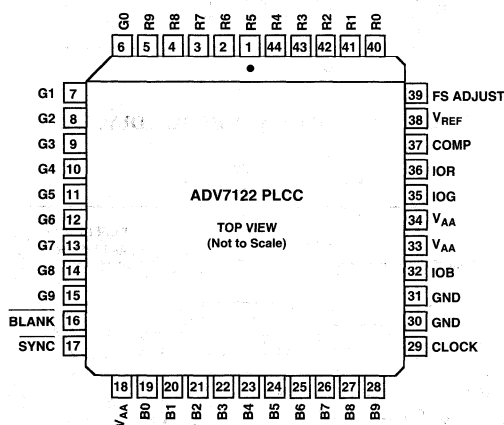 G0 R9 R8 R7 R6 R5 R4 R3 R2 R1 R0
6 5 4 3 2 1 44 43 42 41 40
G1 7
G2 8
G3 9
G4 10
G5 11
G6 12
G7 13
G8 14
G9 15
BLANK 16
SYNC 17
ADV7122 PLCC
TOP VIEW
(Not to Scale)
39 FS ADJUST
38 VREF
37 COMP
36 IOR
35 IOG
34 VAA
33 VAA
32 IOB
31 GND
30 GND
29 CLOCK
18 19 20 21 22 23 24 25 26 27 28
VAA B0 B1 B2 B3 B4 B5 B6 B7 B8 B9